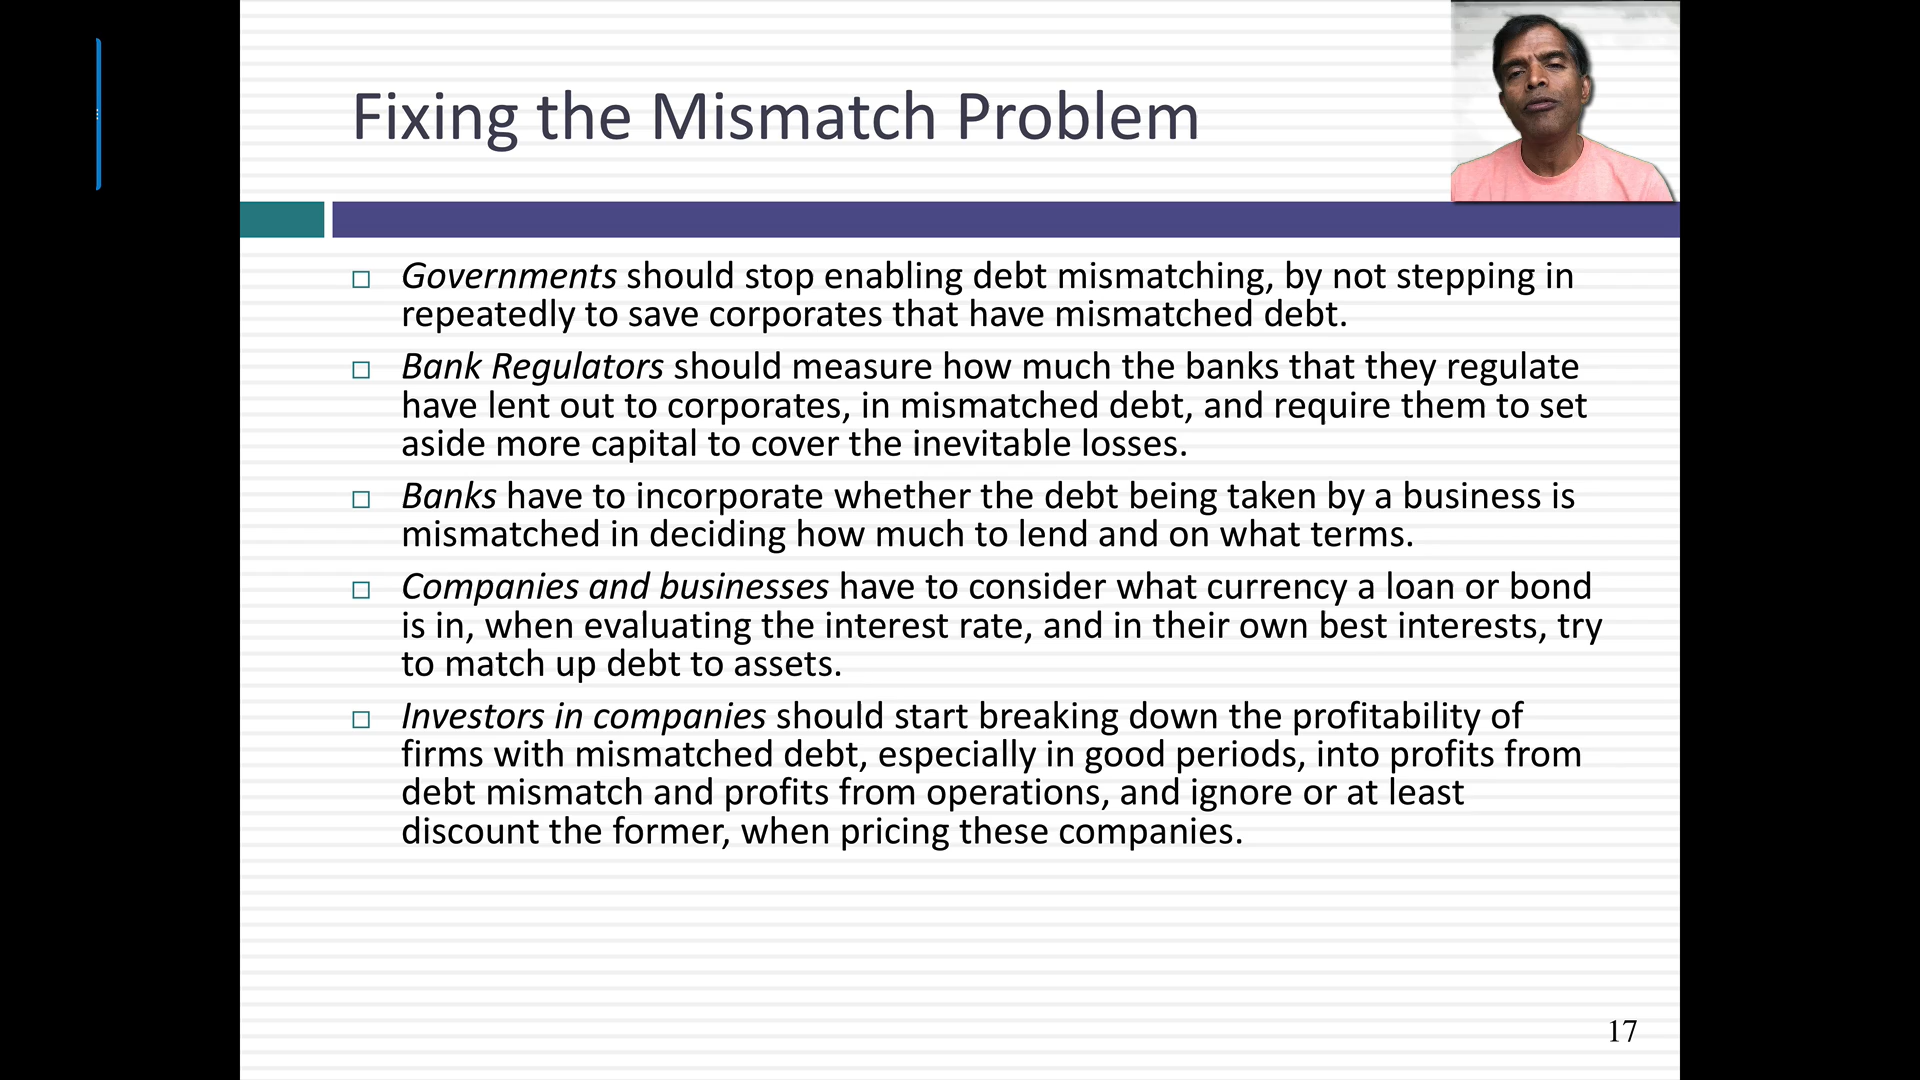 Fixing the Mismatch Problem
Governments should stop enabling debt mismatching, by not stepping in
repeatedly to save corporates that have mismatched debt.
Bank Regulators should measure how much the banks that they regulate
have lent out to corporates, in mismatched debt, and require them to set
aside more capital to cover the inevitable losses.
Banks have to incorporate whether the debt being taken by a business is
mismatched in deciding how much to lend and on what terms.
Companies and businesses have to consider what currency a loan or bond
is in, when evaluating the interest rate, and in their own best interests, try
to match up debt to assets.
Investors in companies should start breaking down the profitability of
firms with mismatched debt, especially in good periods, into profits from
debt mismatch and profits from operations, and ignore or at least
discount the former, when pricing these companies.
17